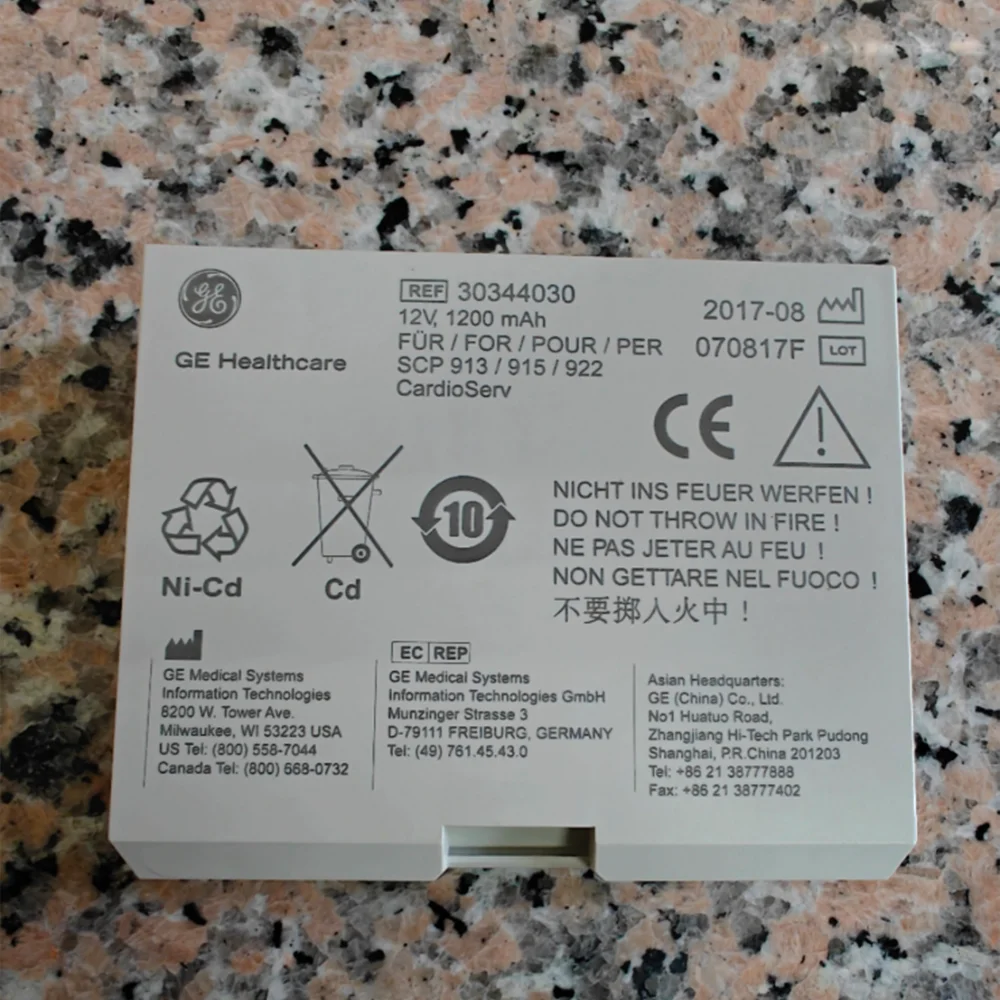 GE
GE Healthcare
REF 30344030
12V, 1200 mAh
FÜR / FOR / POUR / PER
SCP 913 / 915 / 922
CardioServ
2017-08
070817F LOT
CE
!
Ni-Cd
Cd
10
NICHT INS FEUER WERFEN !
DO NOT THROW IN FIRE !
NE PAS JETER AU FEU !
NON GETTARE NEL FUOCO !
不要掷入火中！
GE Medical Systems
Information Technologies
8200 W. Tower Ave.
Milwaukee, WI 53223 USA
US Tel: (800) 558-7044
Canada Tel: (800) 668-0732
EC REP
GE Medical Systems
Information Technologies GmbH
Munzinger Strasse 3
D-79111 FREIBURG, GERMANY
Tel: (49) 761.45.43.0
Asian Headquarters:
GE (China) Co., Ltd.
No1 Huatuo Road,
Zhangjiang Hi-Tech Park Pudong
Shanghai, P.R.China 201203
Tel: +86 21 38777888
Fax: +86 21 38777402